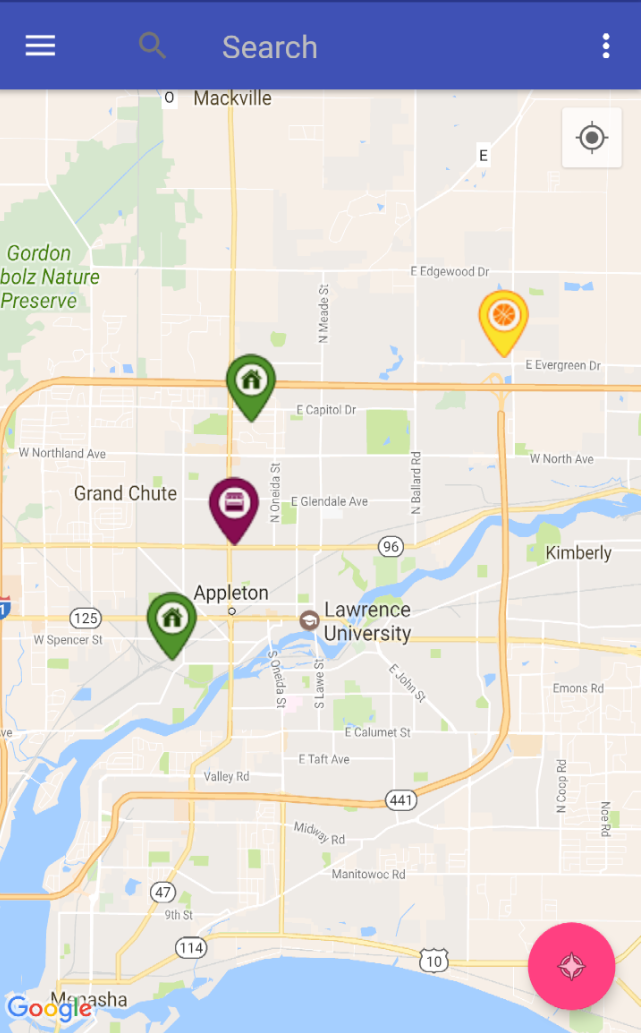 Search
O
Mackville
E
Gordon
bolz Nature
Preserve
E Edgewood Dr
N Meade St
E Evergreen Dr
E Capitol Dr
W Northland Ave
N Oneida St
N Ballard Rd
W North Ave
Grand Chute
E Glendale Ave
96
Kimberly
Appleton
1
125
Lawrence
University
W Spencer St
S Oneida St
S Lawe St
E John St
Emons Rd
ve
E Calumet St
E Taft Ave
Valley Rd
N Coop Rd
441
Noe Rd
Midway Rd
Manitowoc Rd
47
9th St
114
10
Menasha
Google